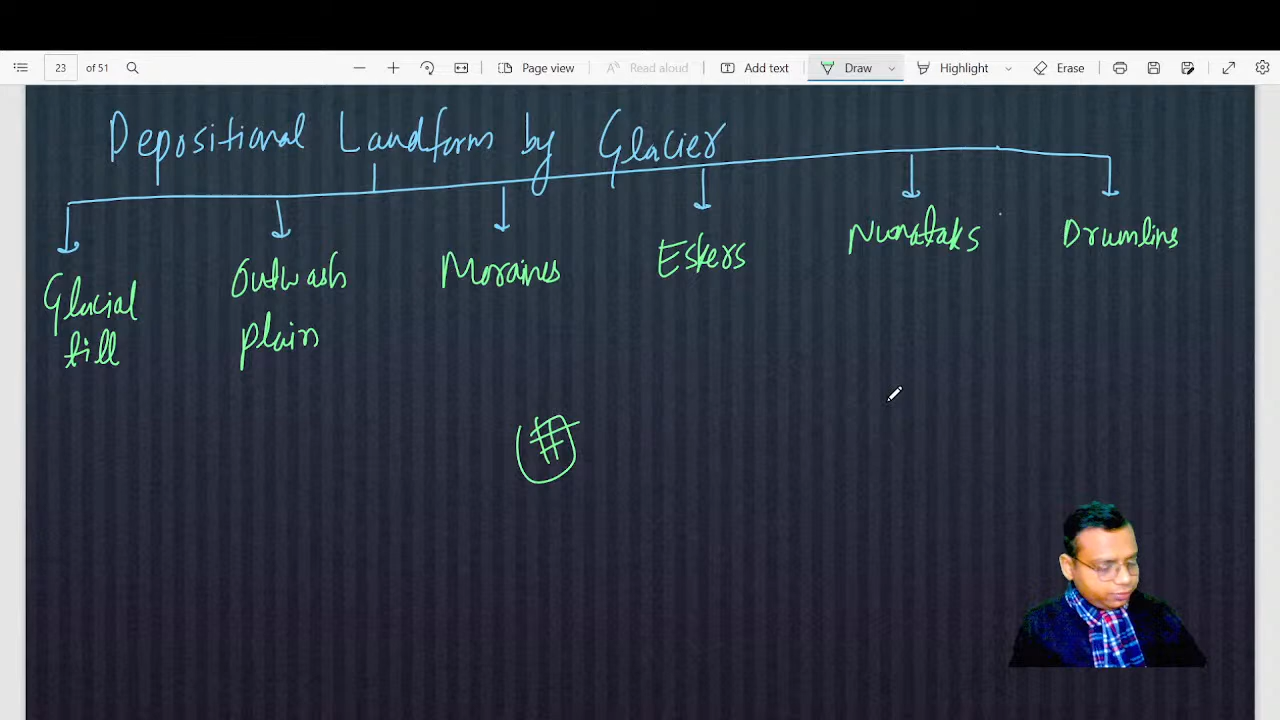 23 of 51 Page view Read aloud Add text Draw Highlight Erase
Depositional Landform by Glacier
Glacial till
Outwash plain
Moraines
Eskers
Nunataks
Drumlins
#